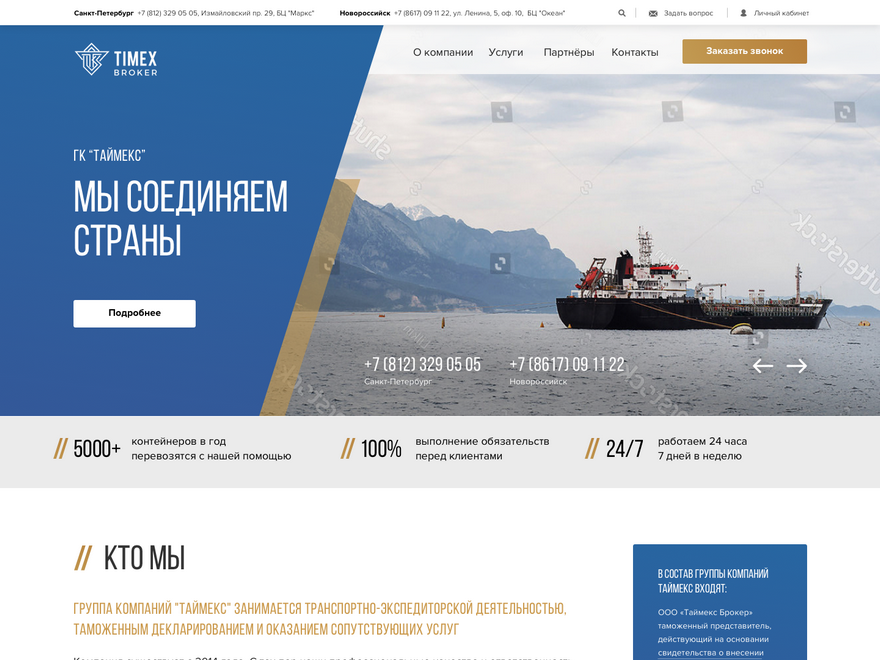 Санкт-Петербург +7 (812) 329 05 05, Измайловский пр. 29, БЦ "Маркс"
Новороссийск +7 (8617) 09 11 22, ул. Ленина, 5, оф. 10, БЦ "Океан"
Задать вопрос
Личный кабинет
TIMEX
BROKER
О компании Услуги Партнёры Контакты
Заказать звонок
ГК “ТАЙМЕКС”
МЫ СОЕДИНЯЕМ
СТРАНЫ
Подробнее
+7 (812) 329 05 05
Санкт-Петербург
+7 (8617) 09 11 22
Новороссийск
// 5000+
контейнеров в год
перевозятся с нашей помощью
// 100%
выполнение обязательств
перед клиентами
// 24/7
работаем 24 часа
7 дней в неделю
// КТО МЫ
ГРУППА КОМПАНИЙ "ТАЙМЕКС" ЗАНИМАЕТСЯ ТРАНСПОРТНО-ЭКСПЕДИТОРСКОЙ ДЕЯТЕЛЬНОСТЬЮ,
ТАМОЖЕННЫМ ДЕКЛАРИРОВАНИЕМ И ОКАЗАНИЕМ СОПУТСТВУЮЩИХ УСЛУГ
В СОСТАВ ГРУППЫ КОМПАНИЙ
ТАЙМЕКС ВХОДЯТ:
ООО «Таймекс Брокер»
таможенный представитель,
действующий на основании
свидетельства о внесении